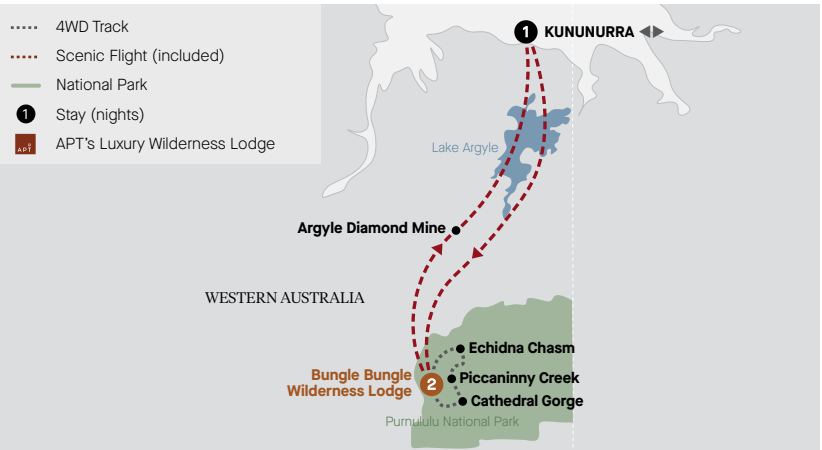 4WD Track
Scenic Flight (included)
National Park
1 Stay (nights)
APT APT's Luxury Wilderness Lodge
1 KUNUNURRA
Lake Argyle
Argyle Diamond Mine
WESTERN AUSTRALIA
Echidna Chasm
Bungle Bungle
Wilderness Lodge
2
Piccaninny Creek
Cathedral Gorge
Purnululu National Park